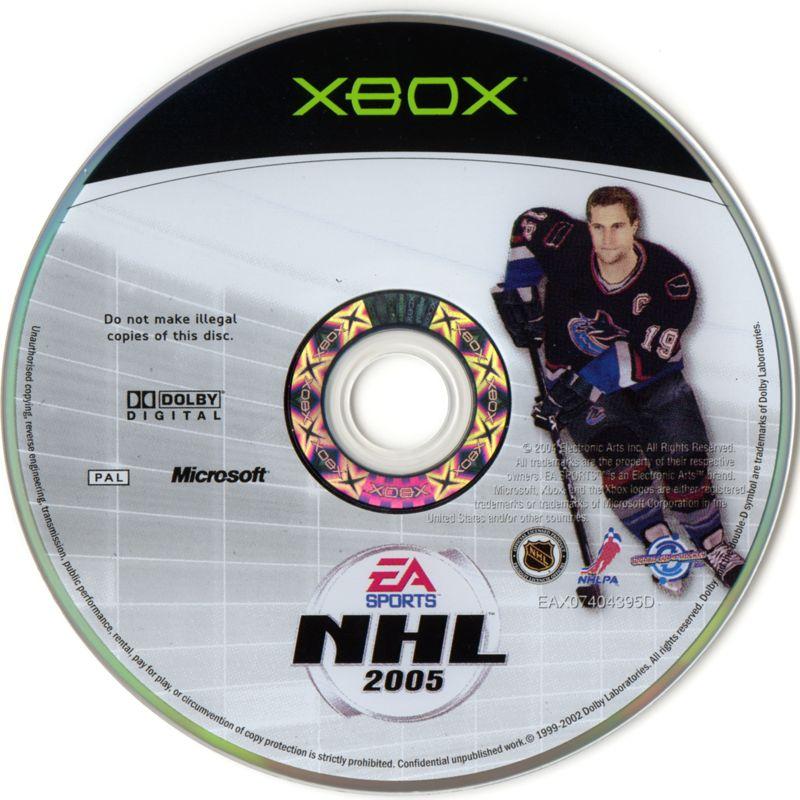 XBOX
Do not make illegal
copies of this disc.
DOLBY
DIGITAL
PAL
Microsoft®
19
C
19
XBOX
© 2004 Electronic Arts Inc. All Rights Reserved.
All trademarks are the property of their respective
owners. EA SPORTS™ is an Electronic Arts™ brand.
Microsoft, Xbox and the Xbox logos are either registered
trademarks or trademarks of Microsoft Corporation in the
United States and/or other countries.
NHL
NHLPA
EAX07404395D
EA
SPORTS™
NHL™
2005
Unauthorised copying, reverse engineering, transmission, public performance, rental, pay for play, or circumvention of copy protection is strictly prohibited. Confidential unpublished work. © 1999-2002 Dolby Laboratories. All rights reserved. Dolby double-D symbol are trademarks of Dolby Laboratories.